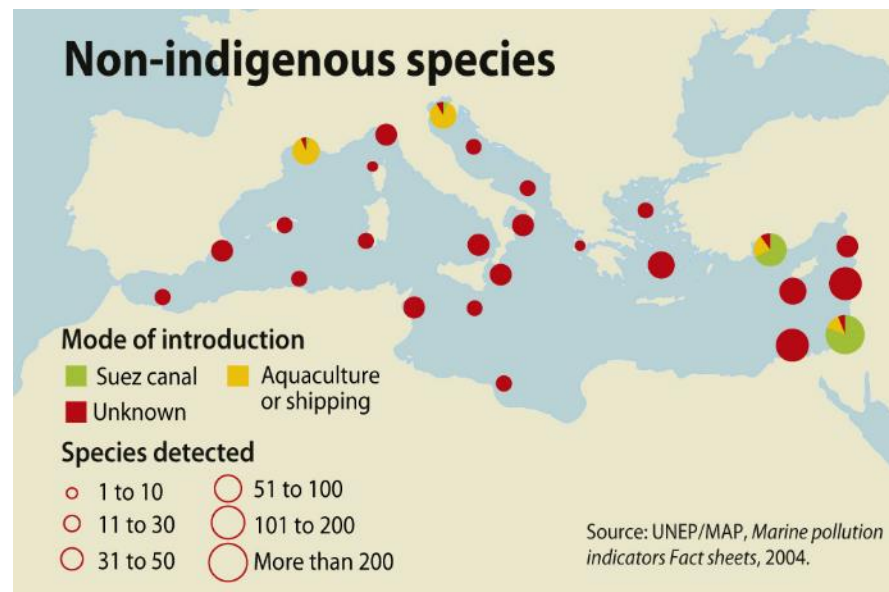 Non-indigenous species
Mode of introduction
Suez canal
Aquaculture
or shipping
Unknown
Species detected
1 to 10
11 to 30
31 to 50
51 to 100
101 to 200
More than 200
Source: UNEP/MAP, Marine pollution
indicators Fact sheets, 2004.